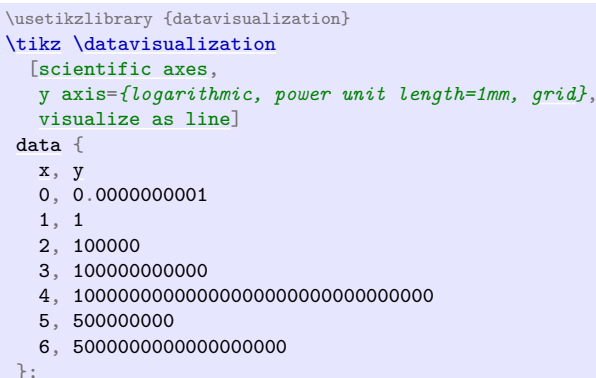 \usetikzlibrary {datavisualization}
\tikz \datavisualization
[scientific axes,
y axis={logarithmic, power unit length=1mm, grid},
visualize as line]
data {
x, y
0, 0.0000000001
1, 1
2, 100000
3, 100000000000
4, 10000000000000000000000000000000
5, 500000000
6, 5000000000000000000
};